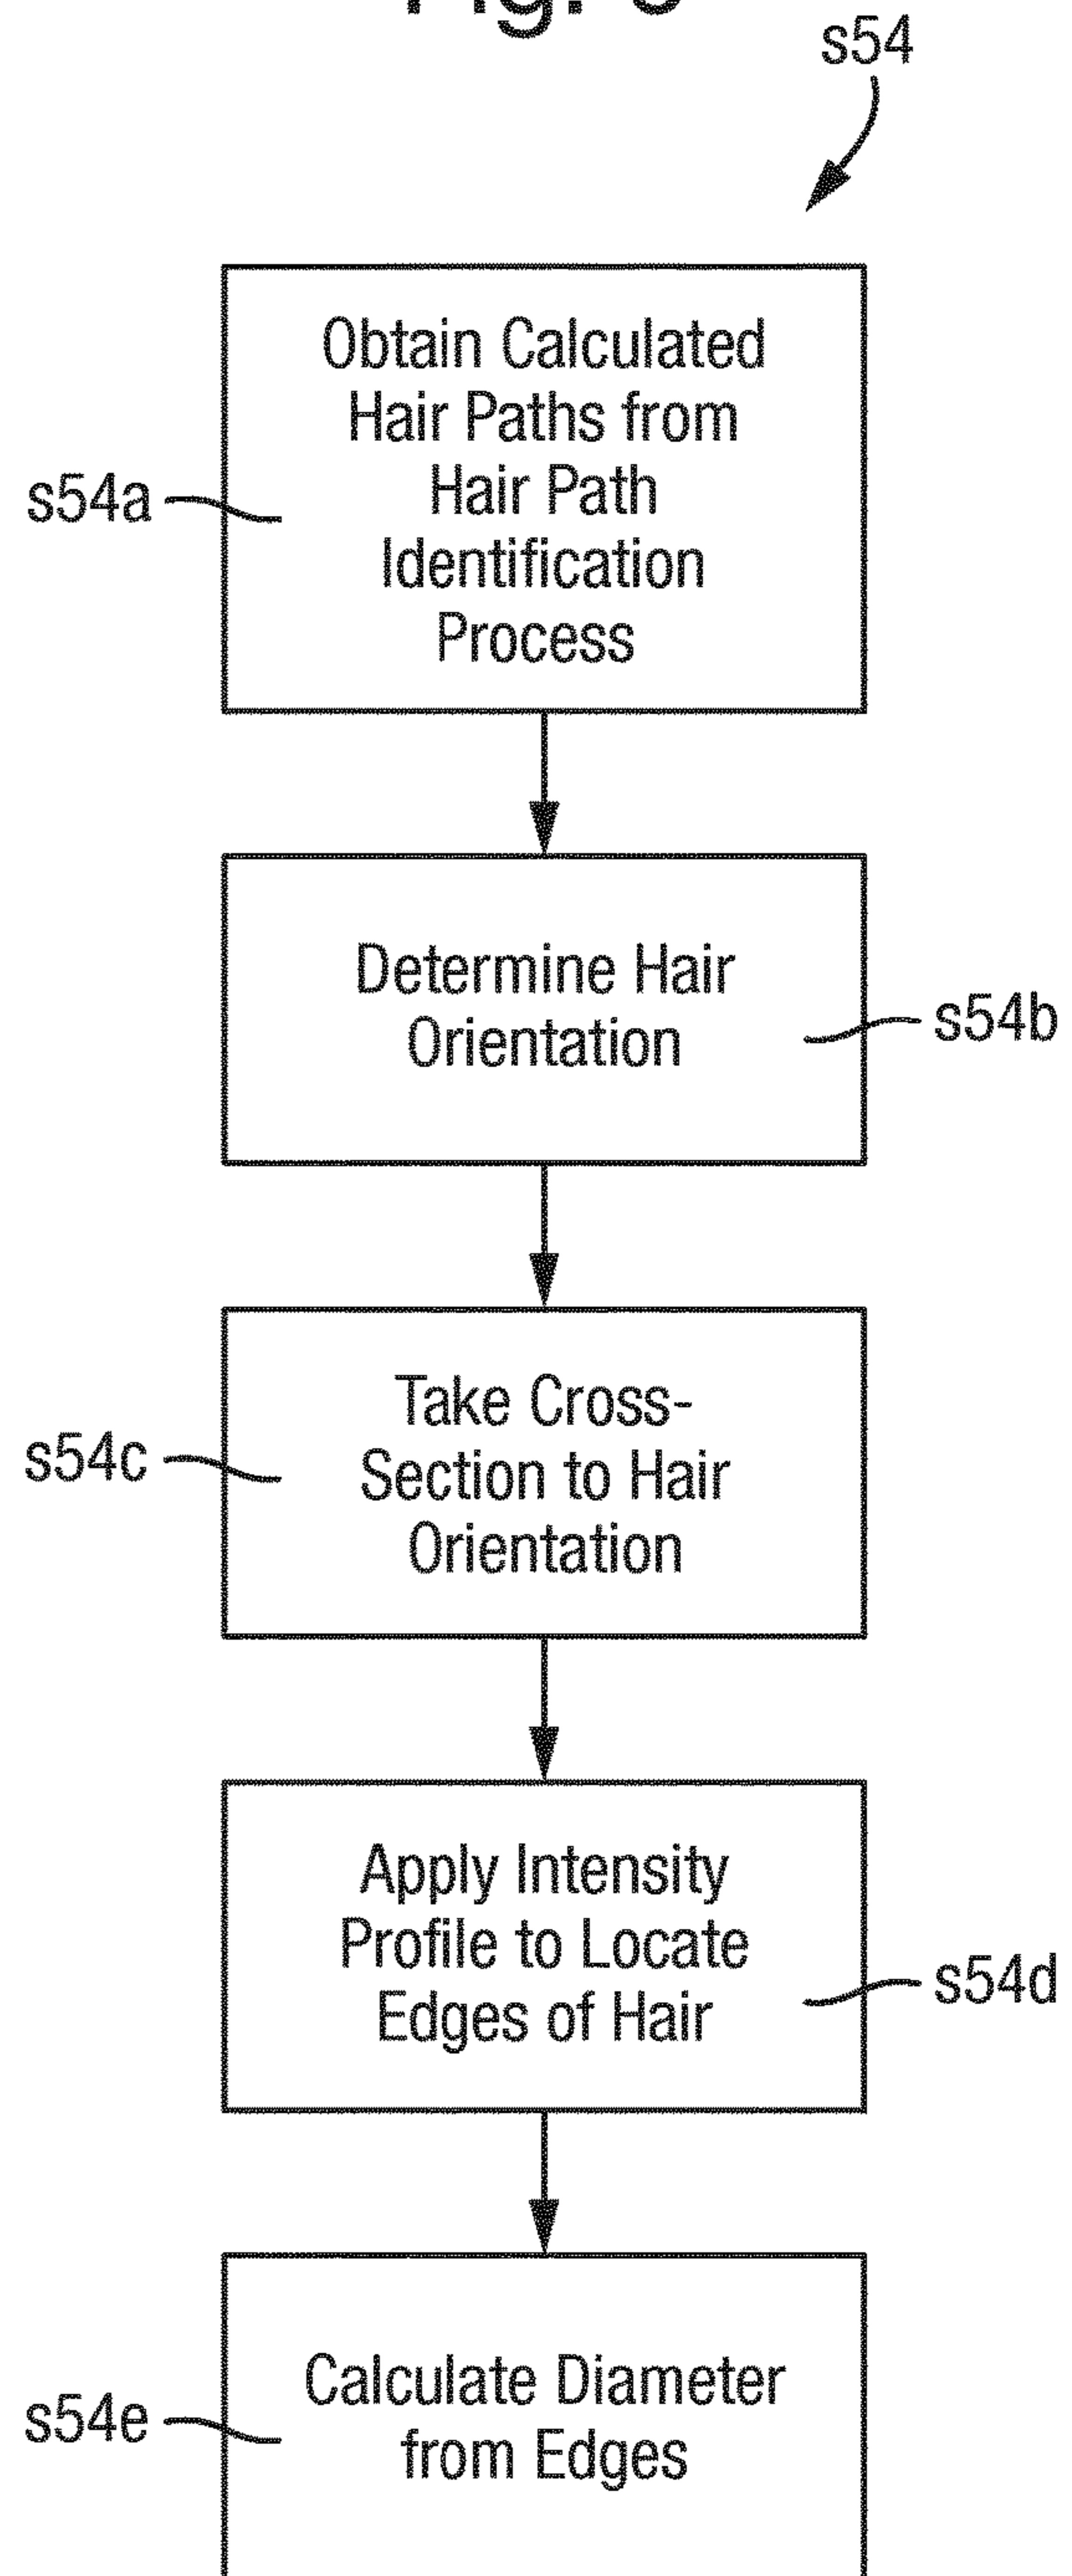 s54
Obtain Calculated
Hair Paths from
Hair Path
Identification
Process
s54a
Determine Hair
Orientation
s54b
Take Cross-
Section to Hair
Orientation
s54c
Apply Intensity
Profile to Locate
Edges of Hair
s54d
Calculate Diameter
from Edges
s54e